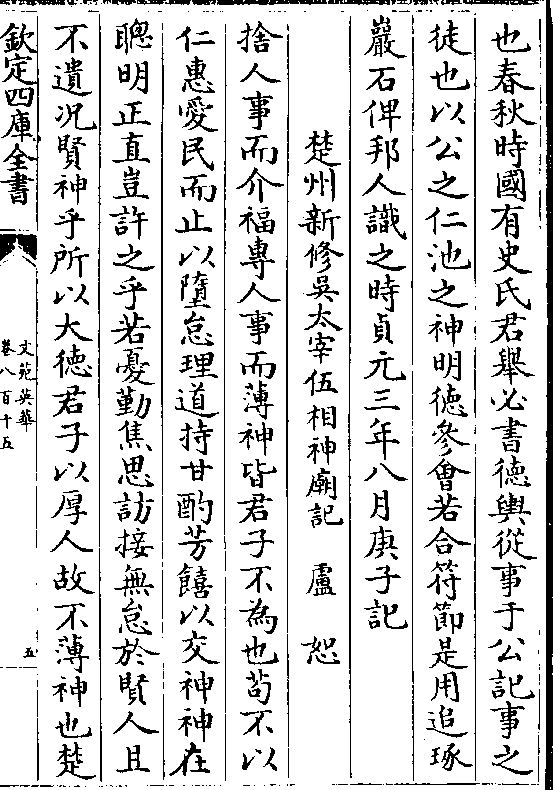 也春秋時國有史氏君舉必書德輿從事于公記事之
徒也以公之仁池之神明德參會若合符節是用追琢
巖石俾邦人識之時貞元三年八月庚子記
楚州新修吳太宰伍相神廟記 盧恕
捨人事而介福專人事而薄神皆君子不為也苟不以
仁惠愛民而止以墮怠理道持甘酌芳饎以交神神在
聰明正直豈許之乎若憂勤焦思訪接無怠於賢人且
不遺況賢神乎所以大德君子以厚人故不薄神也楚
欽定四庫全書
文苑英華
卷八百十五
五